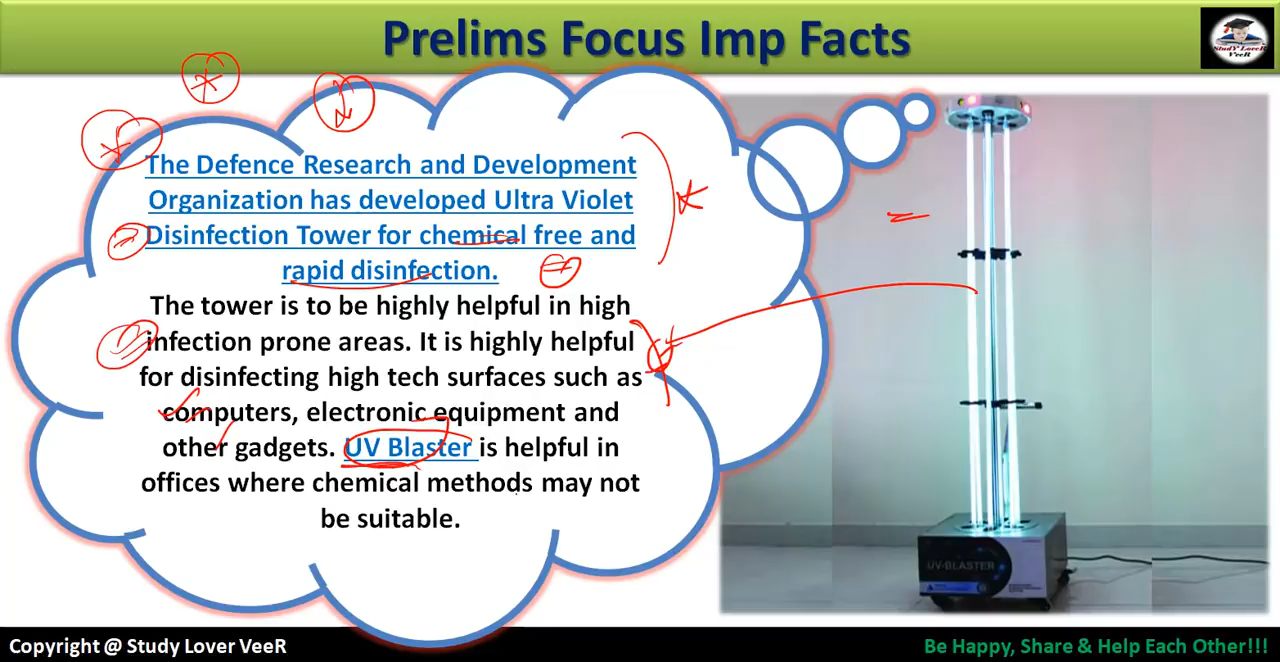 Prelims Focus Imp Facts
StudY LoveR
VeeR
The Defence Research and Development
Organization has developed Ultra Violet
Disinfection Tower for chemical free and
rapid disinfection.
The tower is to be highly helpful in high
infection prone areas. It is highly helpful
for disinfecting high tech surfaces such as
computers, electronic equipment and
other gadgets. UV Blaster is helpful in
offices where chemical methods may not
be suitable.
UV-BLASTER
Copyright @ Study Lover VeeR
Be Happy, Share & Help Each Other!!!